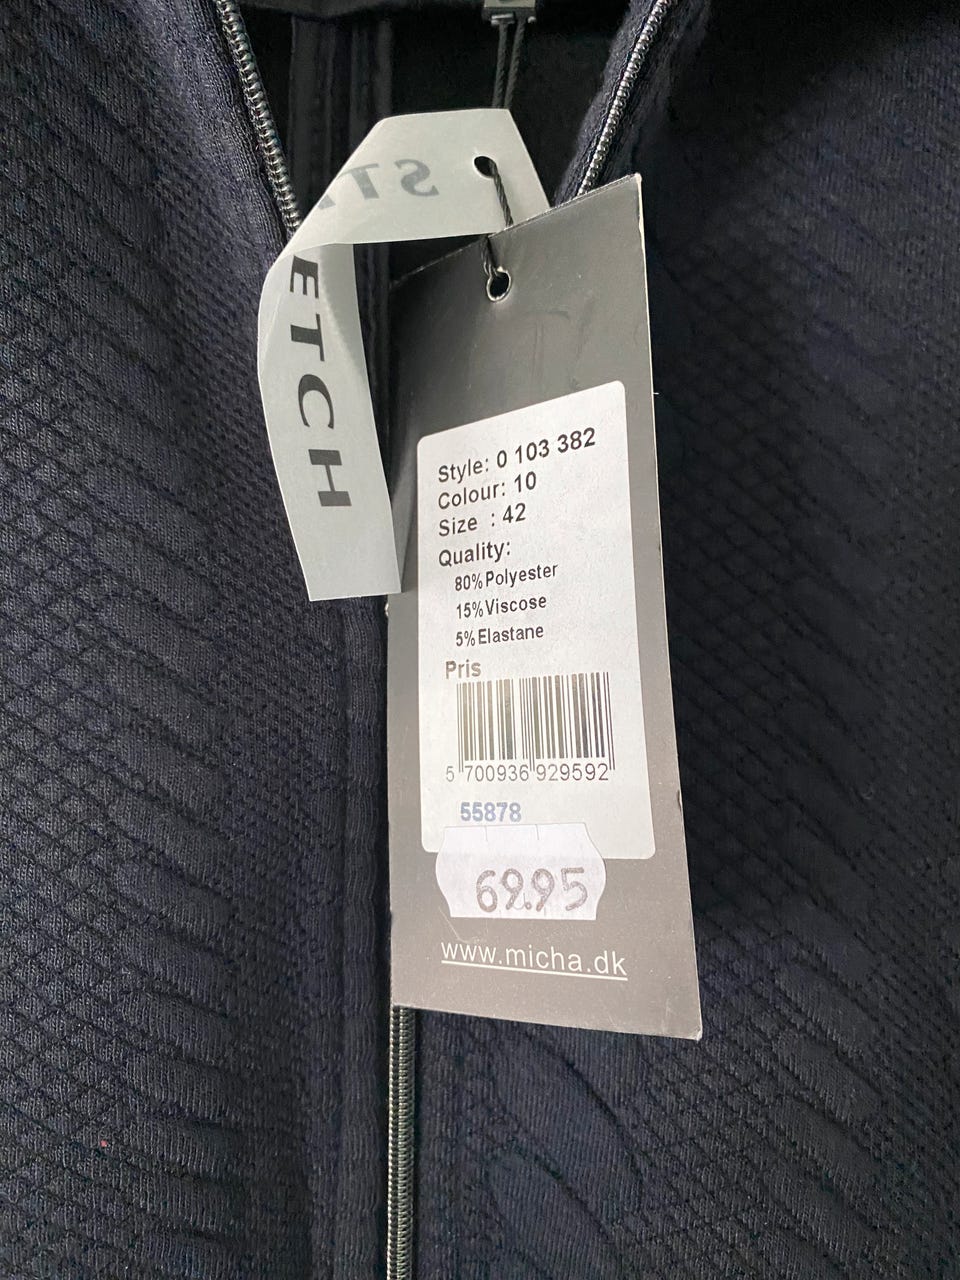 STRETCH
Style: 0 103 382
Colour: 10
Size : 42
Quality:
80% Polyester
15% Viscose
5% Elastane
Pris
5 700936 929592
55878
69.95
www.micha.dk